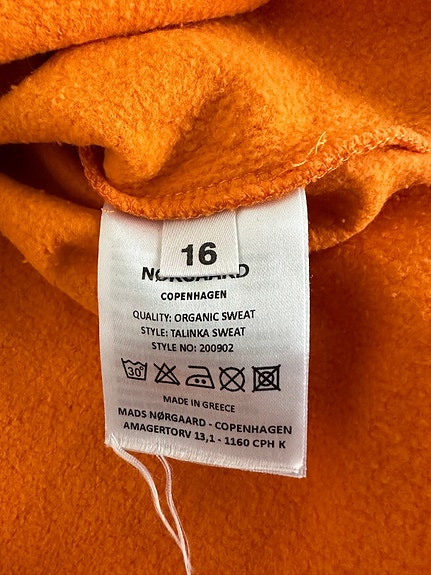 16
NØRGAARD
COPENHAGEN
QUALITY: ORGANIC SWEAT
STYLE: TALINKA SWEAT
STYLE NO: 200902
30°
MADE IN GREECE
MADS NØRGAARD - COPENHAGEN
AMAGERTORV 13,1 - 1160 CPH K